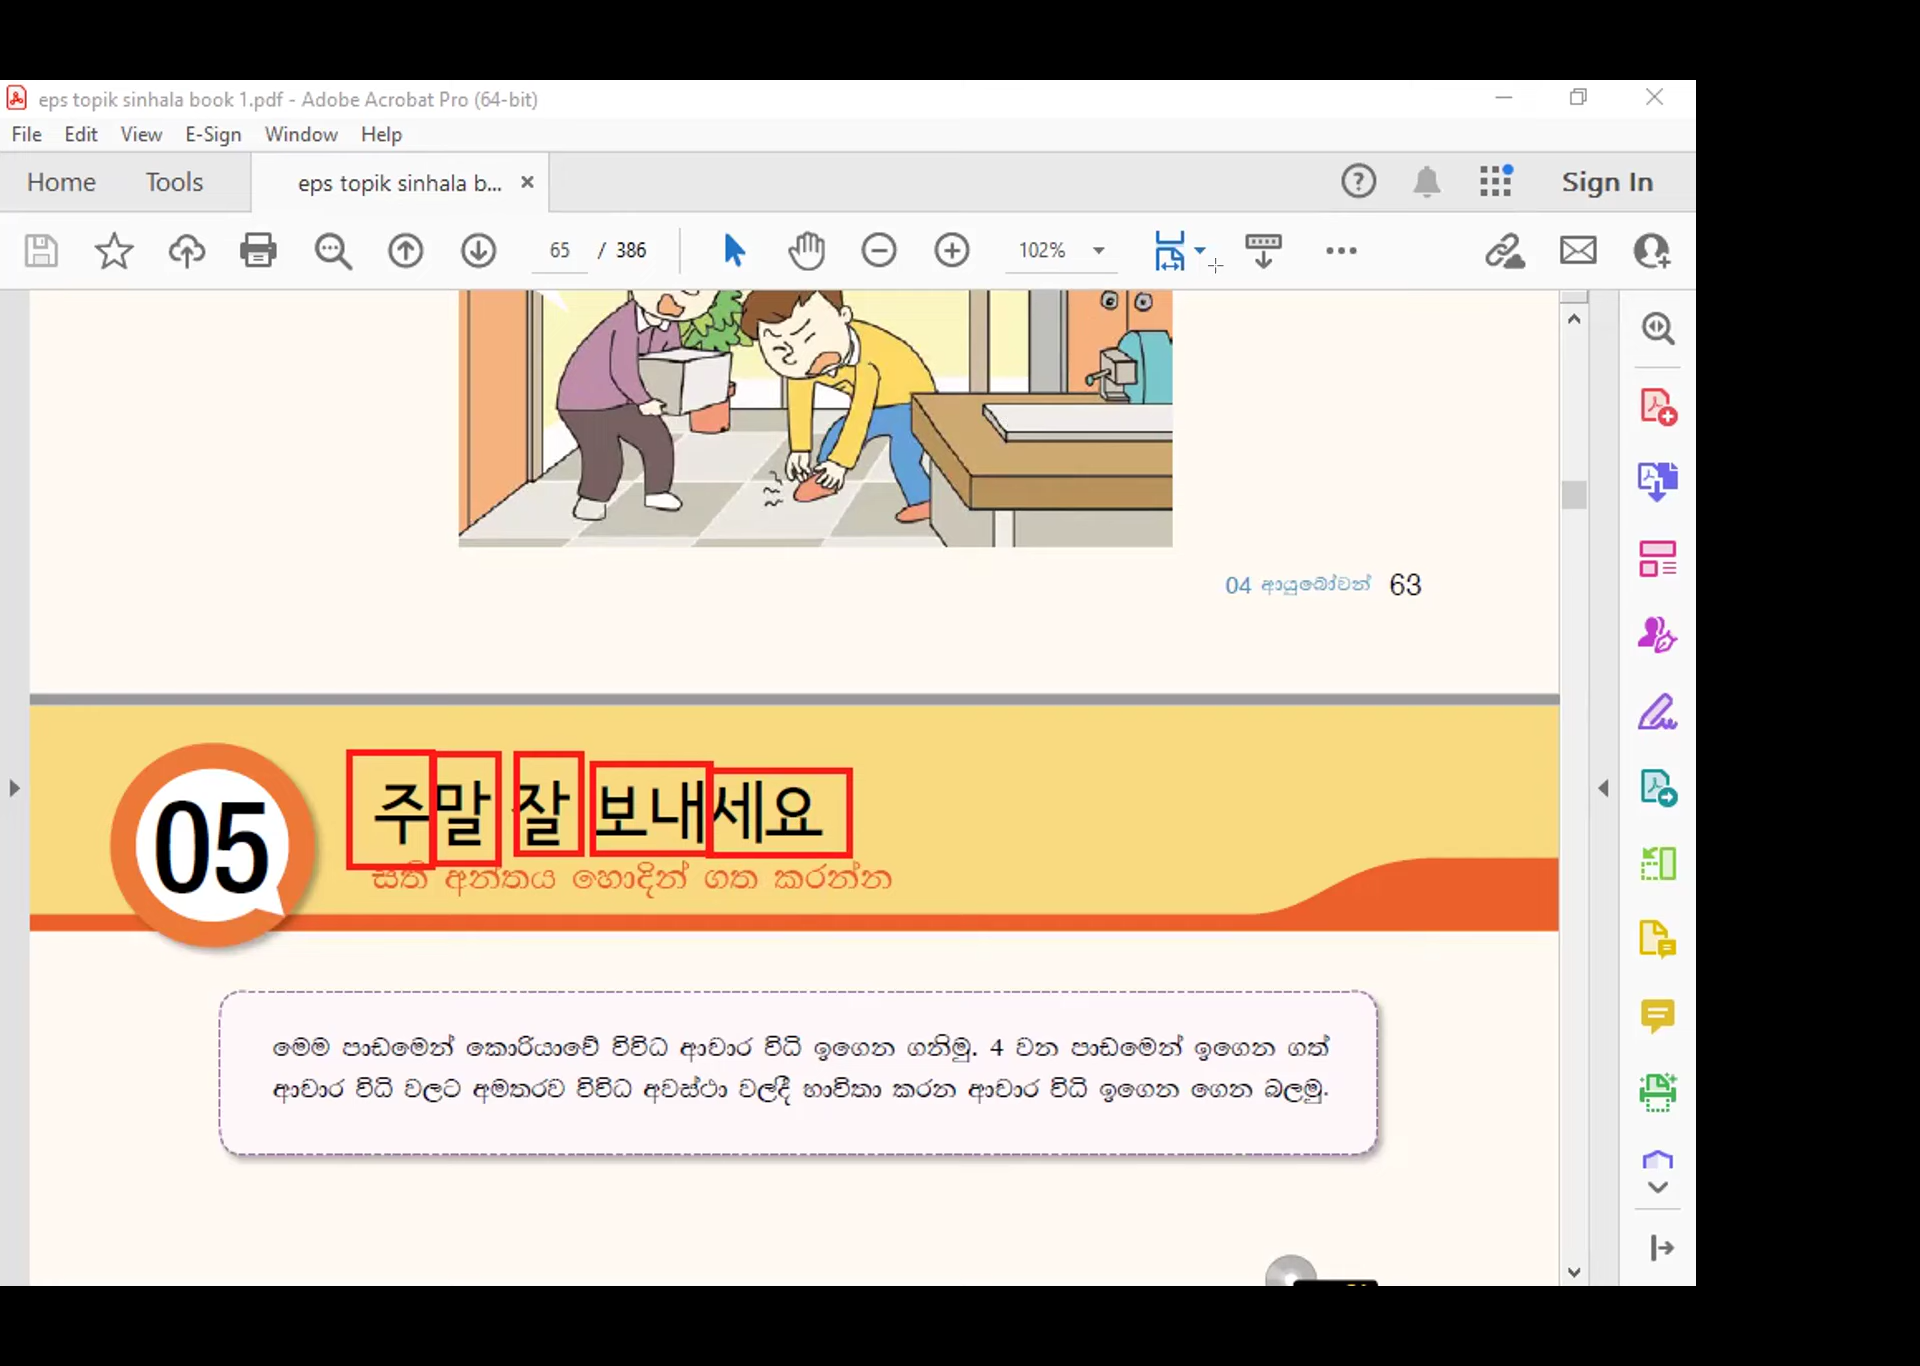 eps topik sinhala book 1.pdf - Adobe Acrobat Pro (64-bit)
File Edit View E-Sign Window Help
Home Tools eps topik sinhala b... Sign In
65 / 386 102%
04 ආයුබෝවන් 63
05
주말 잘 보내세요
සති අන්තය හොදින් ගත කරන්න
මෙම පාඩමෙන් කොරියාවේ විවිධ ආචාර විධි ඉගෙන ගනිමු. 4 වන පාඩමෙන් ඉගෙන ගත්
ආචාර විධි වලට අමතරව විවිධ අවස්ථා වලදී භාවිතා කරන ආචාර විධි ඉගෙන ගෙන බලමු.